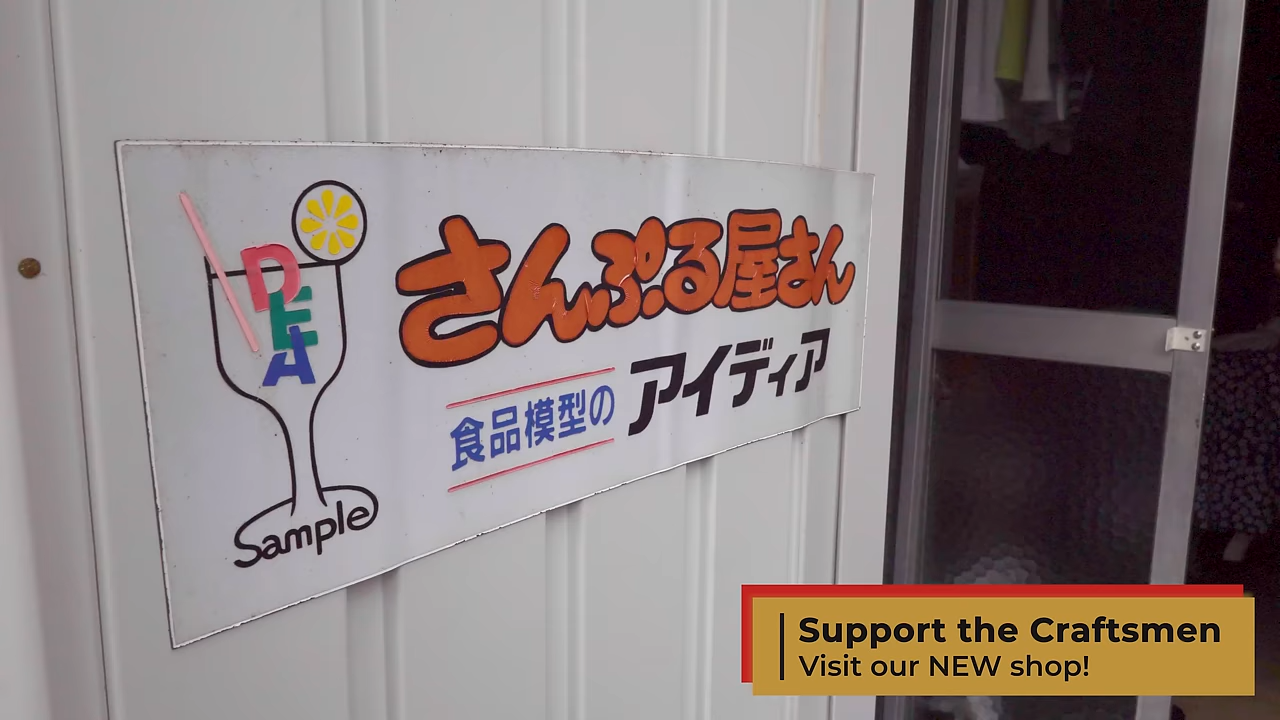 DEA
Sample
さんぷる屋さん
食品模型の アイディア
Support the Craftsmen
Visit our NEW shop!